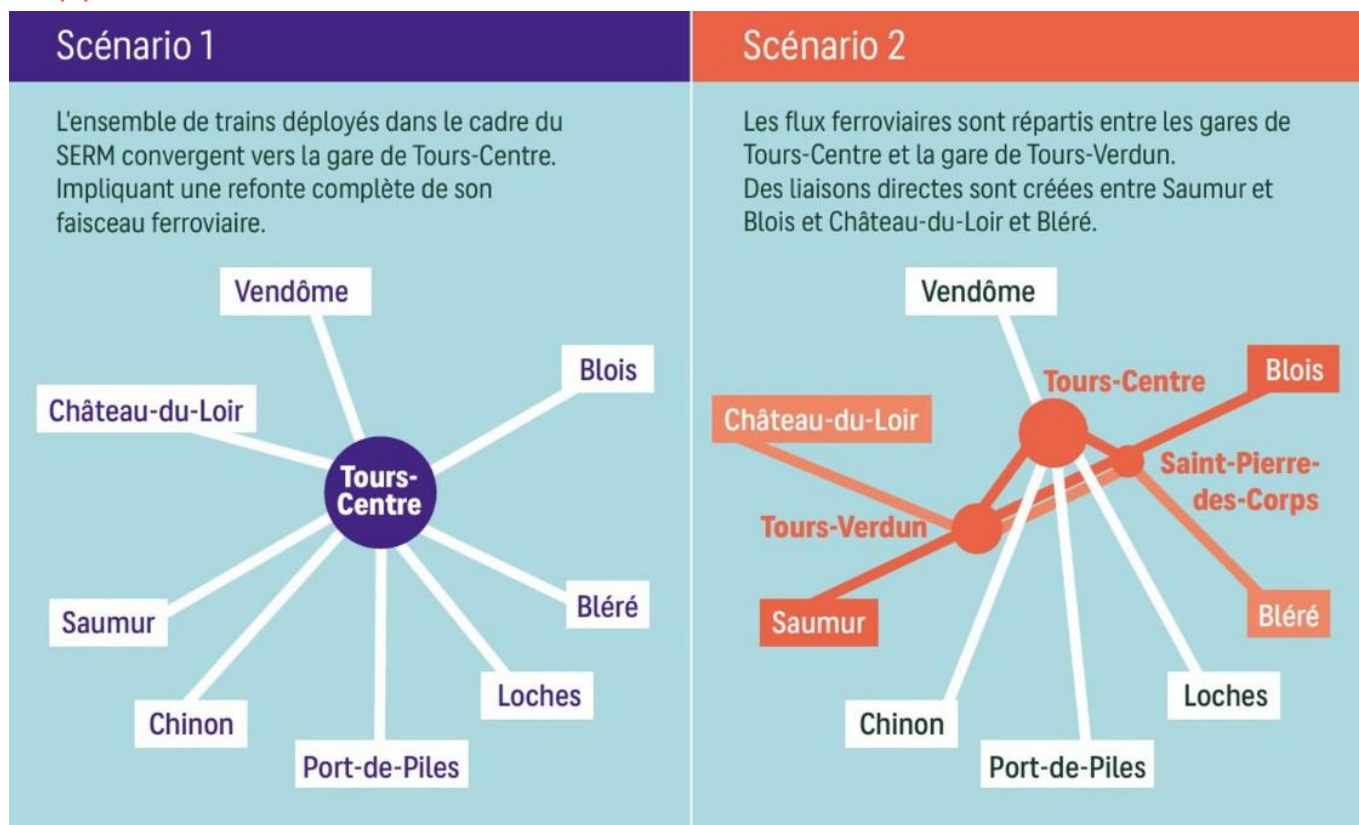 Scénario 1
L'ensemble de trains déployés dans le cadre du
SERM convergent vers la gare de Tours-Centre.
Impliquant une refonte complète de son
faisceau ferroviaire.
Vendôme
Blois
Château-du-Loir
Tours-
Centre
Saumur
Bléré
Chinon
Loches
Port-de-Piles
Scénario 2
Les flux ferroviaires sont répartis entre les gares de
Tours-Centre et la gare de Tours-Verdun.
Des liaisons directes sont créées entre Saumur et
Blois et Château-du-Loir et Bléré.
Vendôme
Blois
Tours-Centre
Château-du-Loir
Saint-Pierre-
des-Corps
Tours-Verdun
Saumur
Bléré
Chinon
Loches
Port-de-Piles